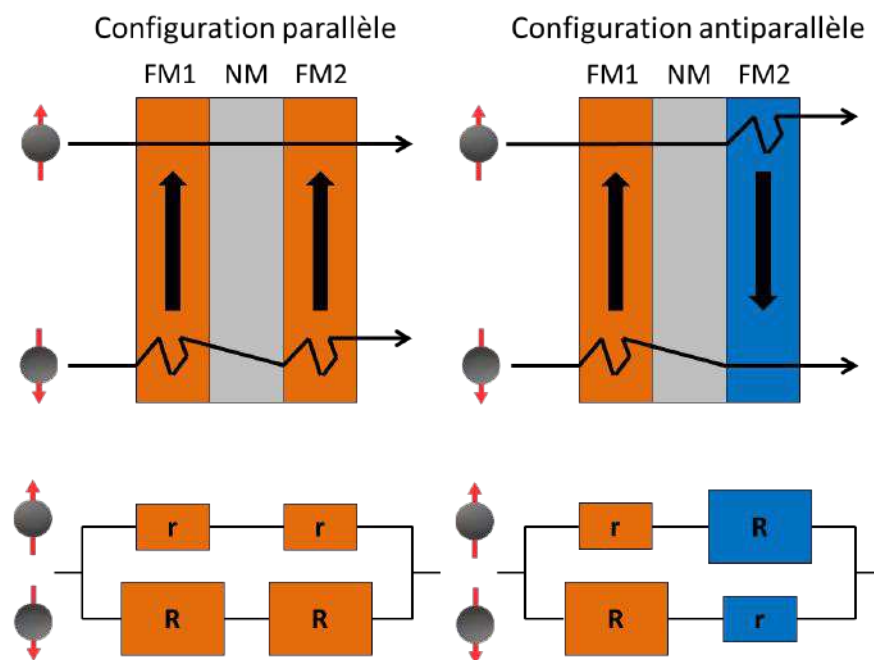 Configuration parallèle
FM1 NM FM2
Configuration antiparallèle
FM1 NM FM2
r r
R R
r R
R r